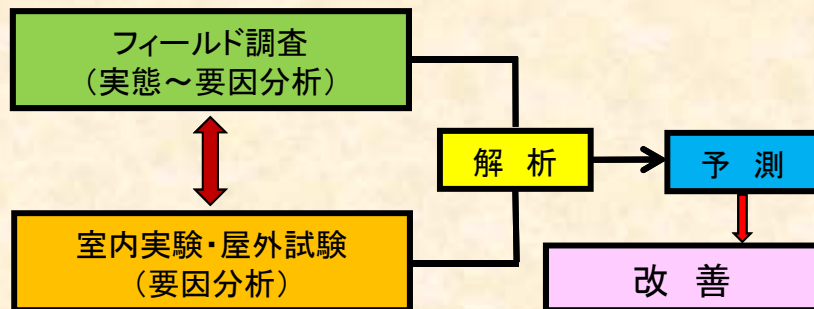 フィールド調査
（実態～要因分析）
解 析
予 測
室内実験・屋外試験
（要因分析）
改 善